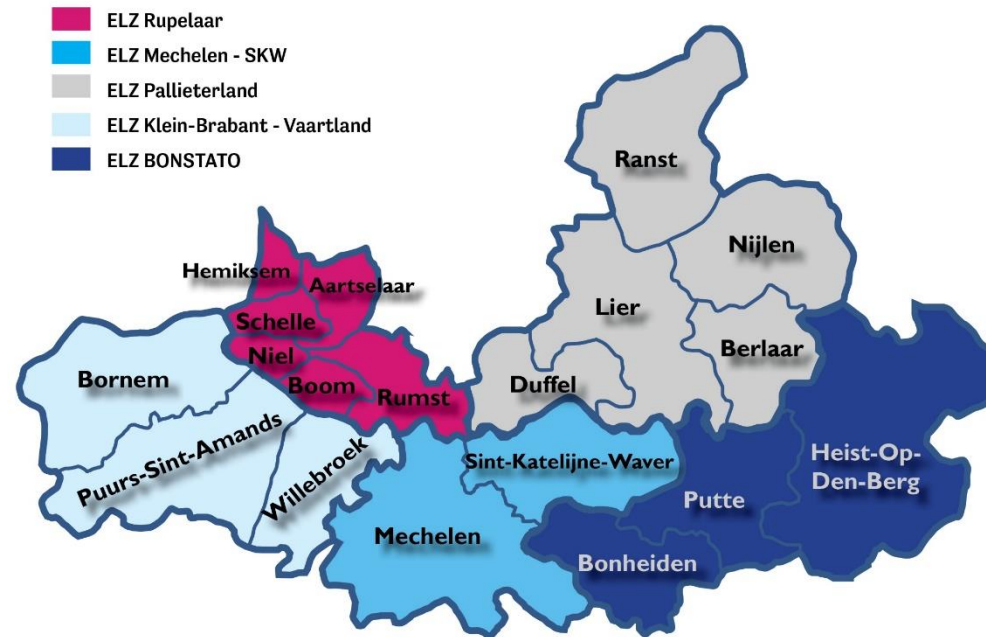 ELZ Rupelaar
ELZ Mechelen - SKW
ELZ Pallieterland
ELZ Klein-Brabant - Vaartland
ELZ BONSTATO
Ranst
Nijlen
Hemiksem
Aartselaar
Schelle
Lier
Niel
Berlaar
Bornem
Boom
Duffel
Rumst
Puurs-Sint-Amands
Willebroek
Sint-Katelijne-Waver
Heist-Op-
Den-Berg
Putte
Mechelen
Bonheiden